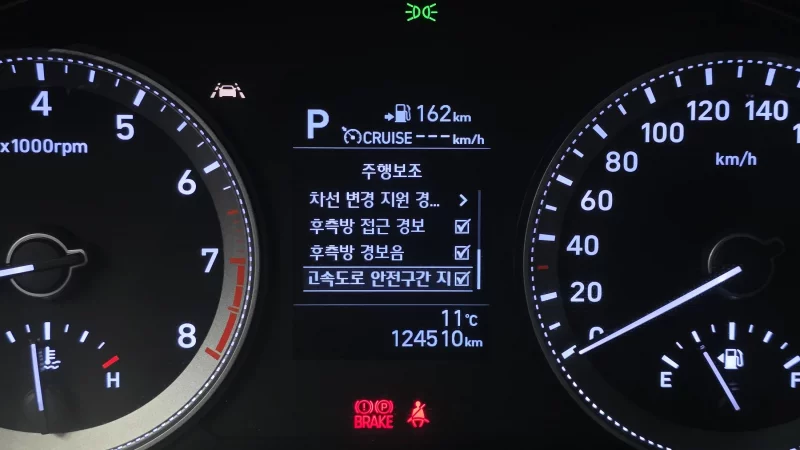 4
5
6
7
8
x1000rpm
H
P
162km
CRUISE ---km/h
주행보조
차선 변경 지원 경...
후측방 접근 경보
후측방 경보음
고속도로 안전구간 지
11℃
124510km
(!) (P)
BRAKE
0
20
40
60
80
100
120
140
km/h
E
F